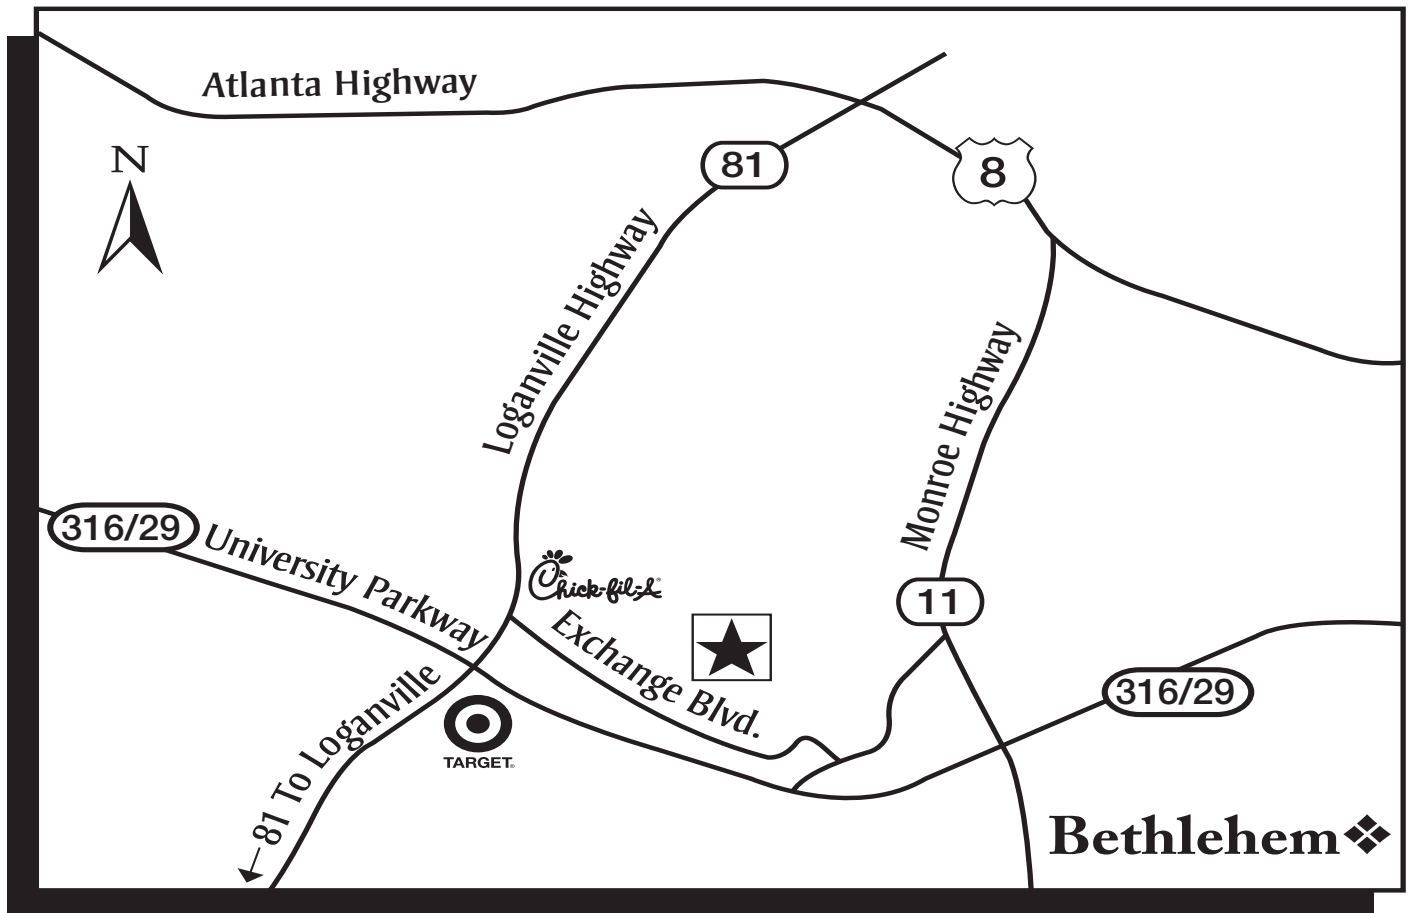 Atlanta Highway
N
81
8
Loganville Highway
Monroe Highway
316/29
University Parkway
Chick-fil-A®
11
Exchange Blvd.
316/29
81 To Loganville
TARGET®
Bethlehem